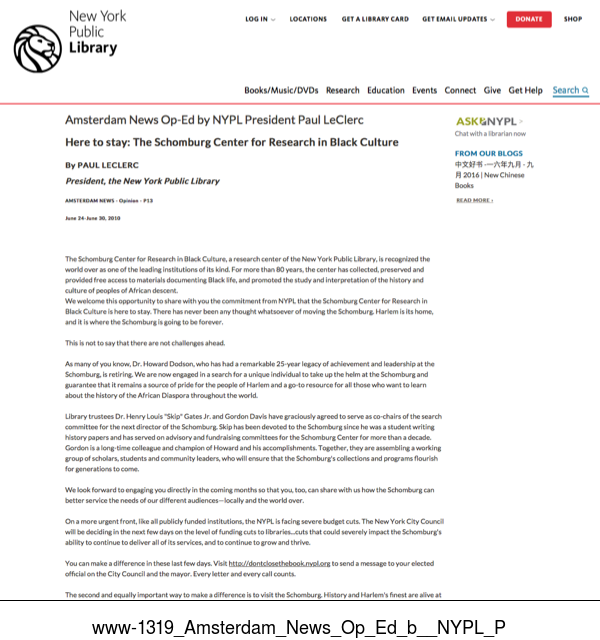 New York
Public
Library
LOG IN
LOCATIONS
GET A LIBRARY CARD
GET EMAIL UPDATES
DONATE
SHOP
Books/Music/DVDs Research Education Events Connect Give Get Help Search
Amsterdam News Op-Ed by NYPL President Paul LeClerc
Here to stay: The Schomburg Center for Research in Black Culture
By PAUL LECLERC
President, the New York Public Library
AMSTERDAM NEWS - Opinion - P13
June 24-June 30, 2010
ASK NYPL >
Chat with a librarian now
FROM OUR BLOGS
中文好书 -一六年九月 - 九
月 2016 | New Chinese
Books
READ MORE ›
The Schomburg Center for Research in Black Culture, a research center of the New York Public Library, is recognized the
world over as one of the leading institutions of its kind. For more than 80 years, the center has collected, preserved and
provided free access to materials documenting Black life, and promoted the study and interpretation of the history and
culture of peoples of African descent.
We welcome this opportunity to share with you the commitment from NYPL that the Schomburg Center for Research in
Black Culture is here to stay. There has never been any thought whatsoever of moving the Schomburg. Harlem is its home,
and it is where the Schomburg is going to be forever.
This is not to say that there are not challenges ahead.
As many of you know, Dr. Howard Dodson, who has had a remarkable 25-year legacy of achievement and leadership at the
Schomburg, is retiring. We are now engaged in a search for a unique individual to take up the helm at the Schomburg and
guarantee that it remains a source of pride for the people of Harlem and a go-to resource for all those who want to learn
about the history of the African Diaspora throughout the world.
Library trustees Dr. Henry Louis "Skip" Gates Jr. and Gordon Davis have graciously agreed to serve as co-chairs of the search
committee for the next director of the Schomburg. Skip has been devoted to the Schomburg since he was a student writing
history papers and has served on advisory and fundraising committees for the Schomburg Center for more than a decade.
Gordon is a long-time colleague and champion of Howard and his accomplishments. Together, they are assembling a working
group of scholars, students and community leaders, who will ensure that the Schomburg's collections and programs flourish
for generations to come.
We look forward to engaging you directly in the coming months so that you, too, can share with us how the Schomburg can
better service the needs of our different audiences—locally and the world over.
On a more urgent front, like all publicly funded institutions, the NYPL is facing severe budget cuts. The New York City Council
will be deciding in the next few days on the level of funding cuts to libraries...cuts that could severely impact the Schomburg's
ability to continue to deliver all of its services, and to continue to grow and thrive.
You can make a difference in these last few days. Visit http://dontclosethebook.nypl.org to send a message to your elected
official on the City Council and the mayor. Every letter and every call counts.
The second and equally important way to make a difference is to visit the Schomburg. History and Harlem's finest are alive at
www-1319_Amsterdam_News_Op_Ed_b__NYPL_P